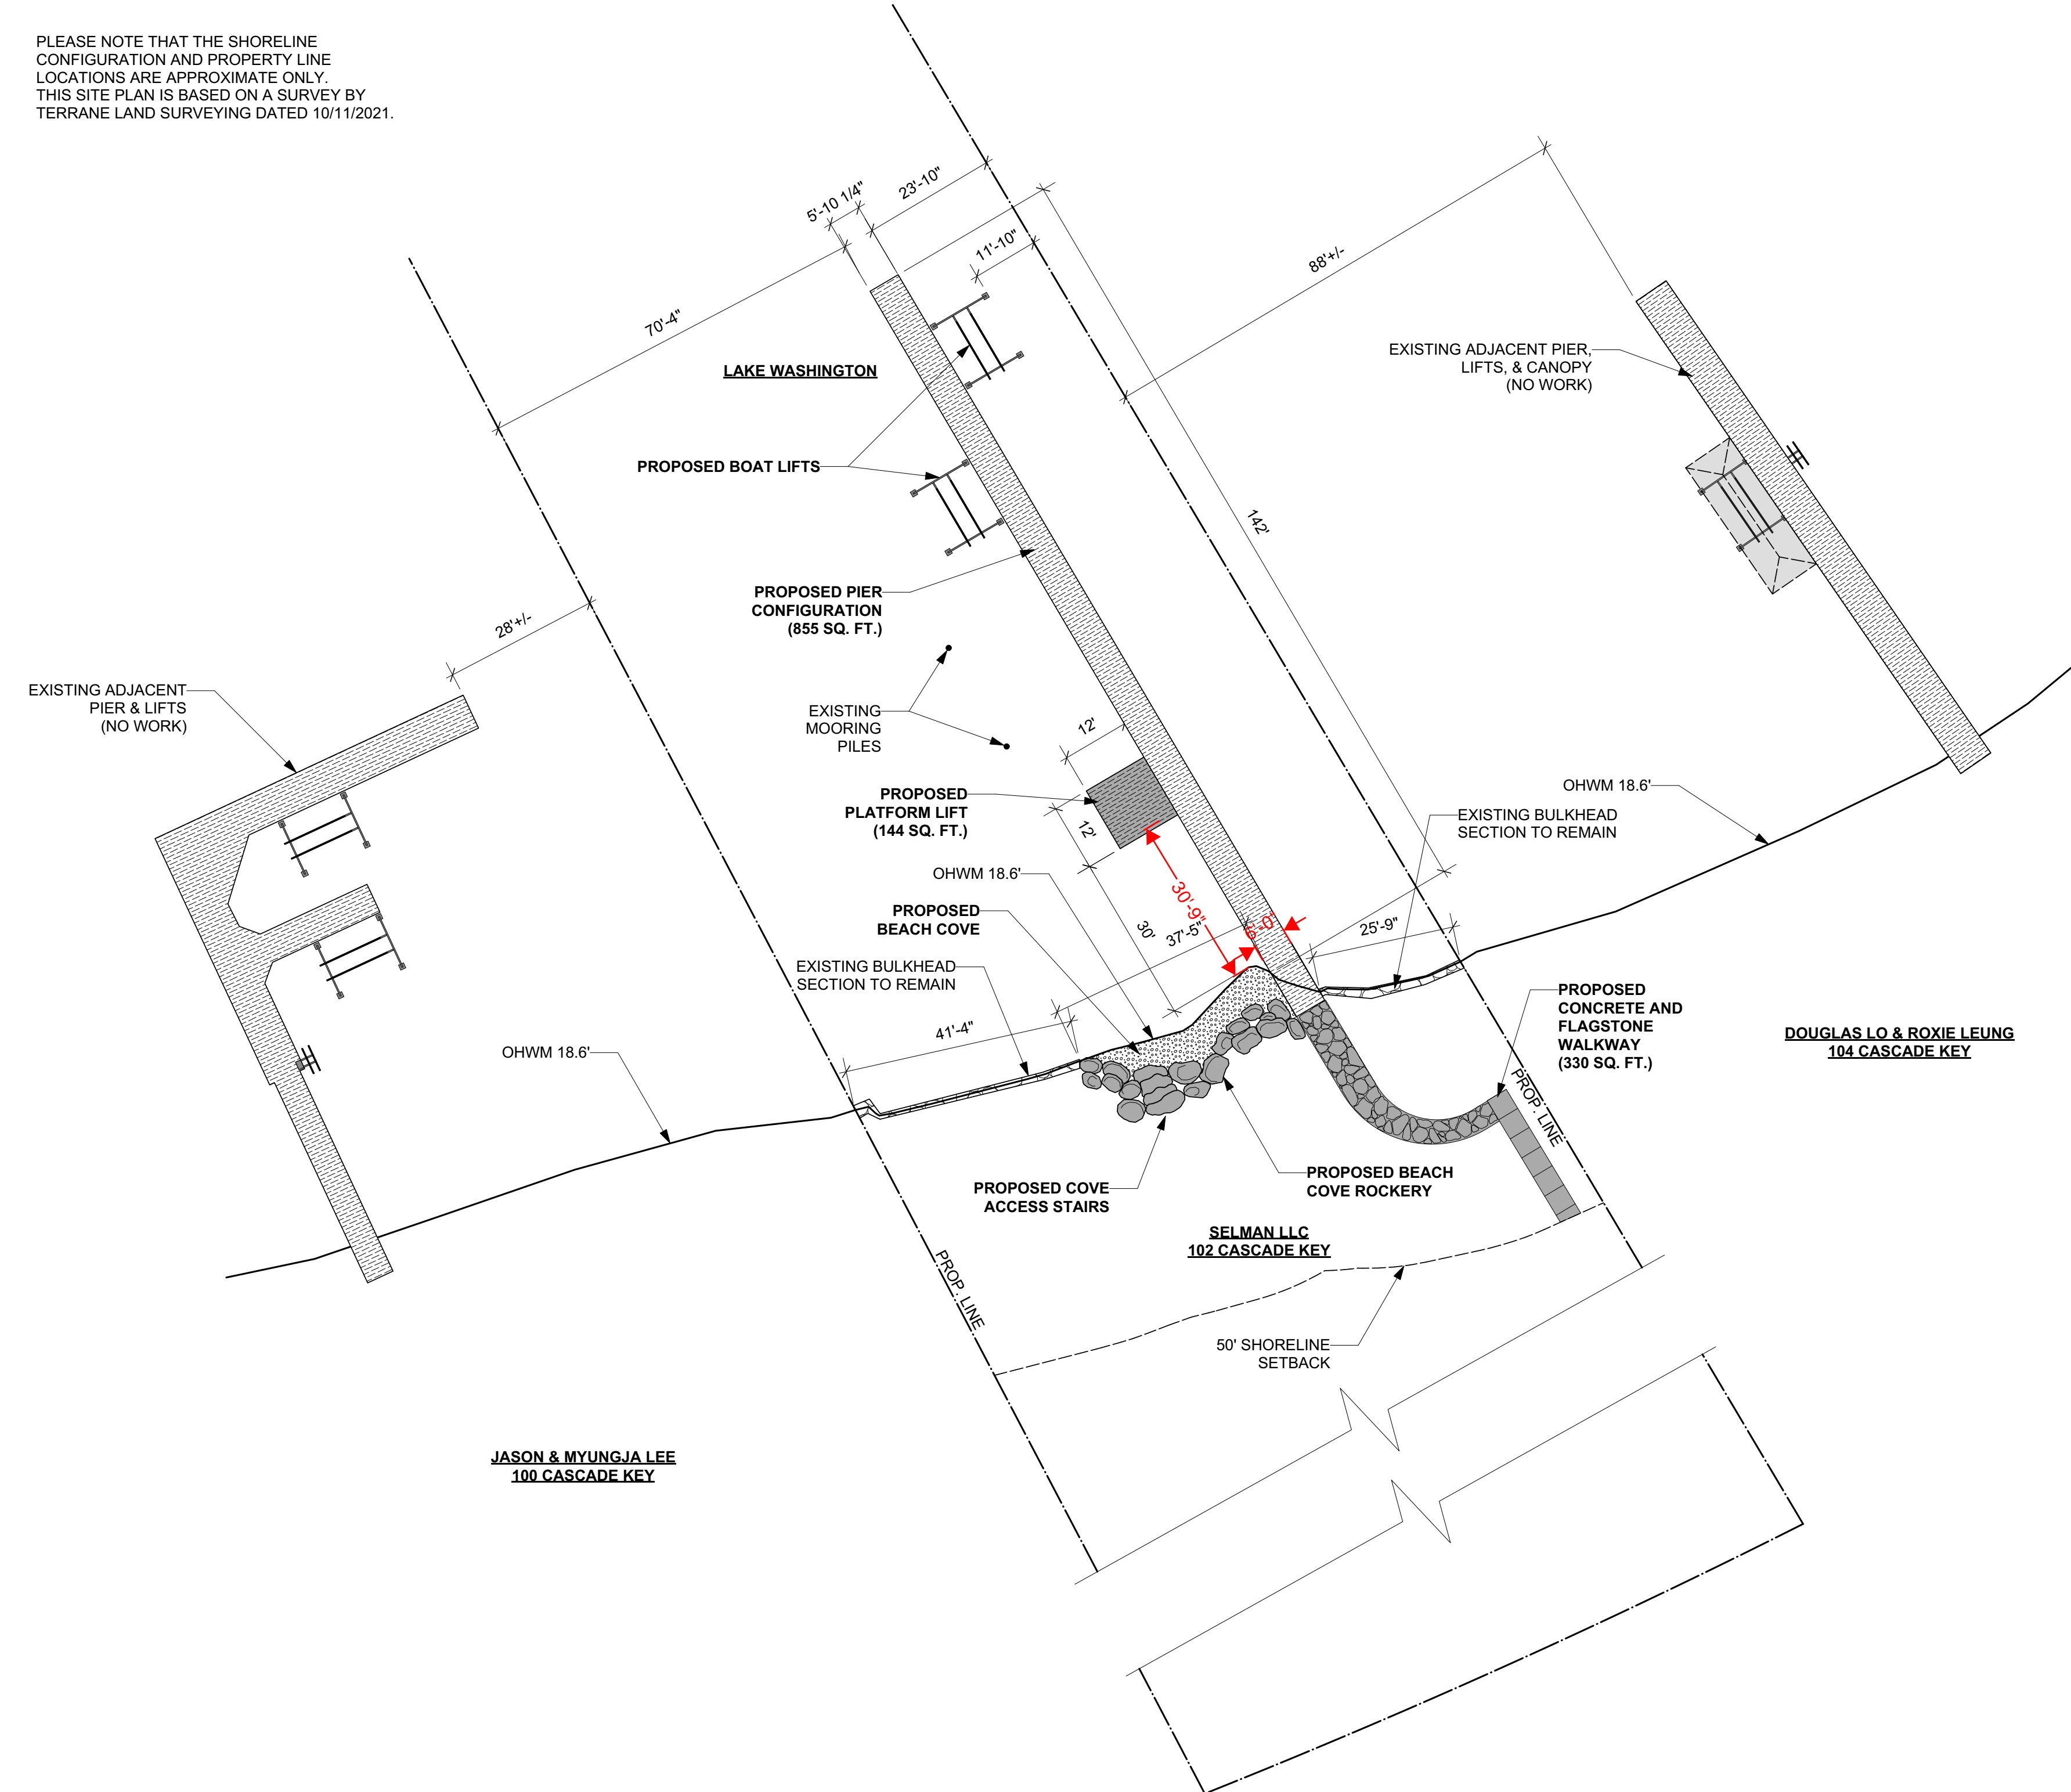 PLEASE NOTE THAT THE SHORELINE
CONFIGURATION AND PROPERTY LINE
LOCATIONS ARE APPROXIMATE ONLY.
THIS SITE PLAN IS BASED ON A SURVEY BY
TERRANE LAND SURVEYING DATED 10/11/2021.
5'-10 1/4"
23'-10"
11'-10"
88'+/-
70'-4"
LAKE WASHINGTON
EXISTING ADJACENT PIER,
LIFTS, & CANOPY
(NO WORK)
PROPOSED BOAT LIFTS
142'
PROPOSED PIER
CONFIGURATION
(855 SQ. FT.)
28'+/-
EXISTING ADJACENT
PIER & LIFTS
(NO WORK)
EXISTING
MOORING
PILES
12'
PROPOSED
PLATFORM LIFT
(144 SQ. FT.)
12'
OHWM 18.6'
EXISTING BULKHEAD
SECTION TO REMAIN
OHWM 18.6'
PROPOSED
BEACH COVE
30'-9"
30'
37'-5"
6'-0"
25'-9"
EXISTING BULKHEAD
SECTION TO REMAIN
41'-4"
OHWM 18.6'
PROPOSED
CONCRETE AND
FLAGSTONE
WALKWAY
(330 SQ. FT.)
DOUGLAS LO & ROXIE LEUNG
104 CASCADE KEY
PROP. LINE
PROPOSED COVE
ACCESS STAIRS
PROPOSED BEACH
COVE ROCKERY
SELMAN LLC
102 CASCADE KEY
PROP. LINE
50' SHORELINE
SETBACK
JASON & MYUNGJA LEE
100 CASCADE KEY